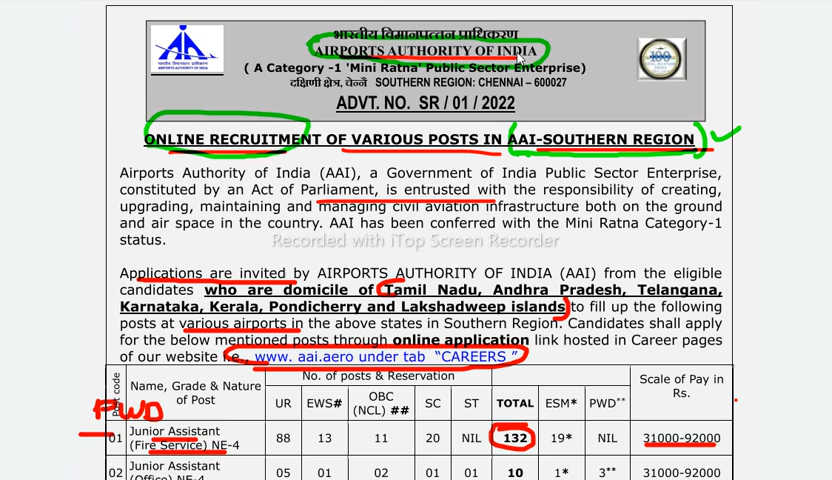 भारतीय विमानपत्तन प्राधिकरण
AIRPORTS AUTHORITY OF INDIA
( A Category -1 'Mini Ratna' Public Sector Enterprise)
दक्षिणी क्षेत्र, चेन्नै SOUTHERN REGION: CHENNAI – 600027
ADVT. NO. SR / 01 / 2022
ONLINE RECRUITMENT OF VARIOUS POSTS IN AAI-SOUTHERN REGION
Airports Authority of India (AAI), a Government of India Public Sector Enterprise,
constituted by an Act of Parliament, is entrusted with the responsibility of creating,
upgrading, maintaining and managing civil aviation infrastructure both on the ground
and air space in the country. AAI has been conferred with the Mini Ratna Category-1
status.
Recorded with iTop Screen Recorder
Applications are invited by AIRPORTS AUTHORITY OF INDIA (AAI) from the eligible
candidates who are domicile of Tamil Nadu, Andhra Pradesh, Telangana,
Karnataka, Kerala, Pondicherry and Lakshadweep islands to fill up the following
posts at various airports in the above states in Southern Region. Candidates shall apply
for the below mentioned posts through online application link hosted in Career pages
of our website i.e., www. aai.aero under tab “CAREERS ”
Post code Name, Grade & Nature of Post No. of posts & Reservation Scale of Pay in Rs.
UR EWS# OBC (NCL) ## SC ST TOTAL ESM* PWD**
PWD
01 Junior Assistant (Fire Service) NE-4 88 13 11 20 NIL 132 19* NIL 31000-92000
02 Junior Assistant (Office) NE-4 05 01 02 01 01 10 1* 3** 31000-92000